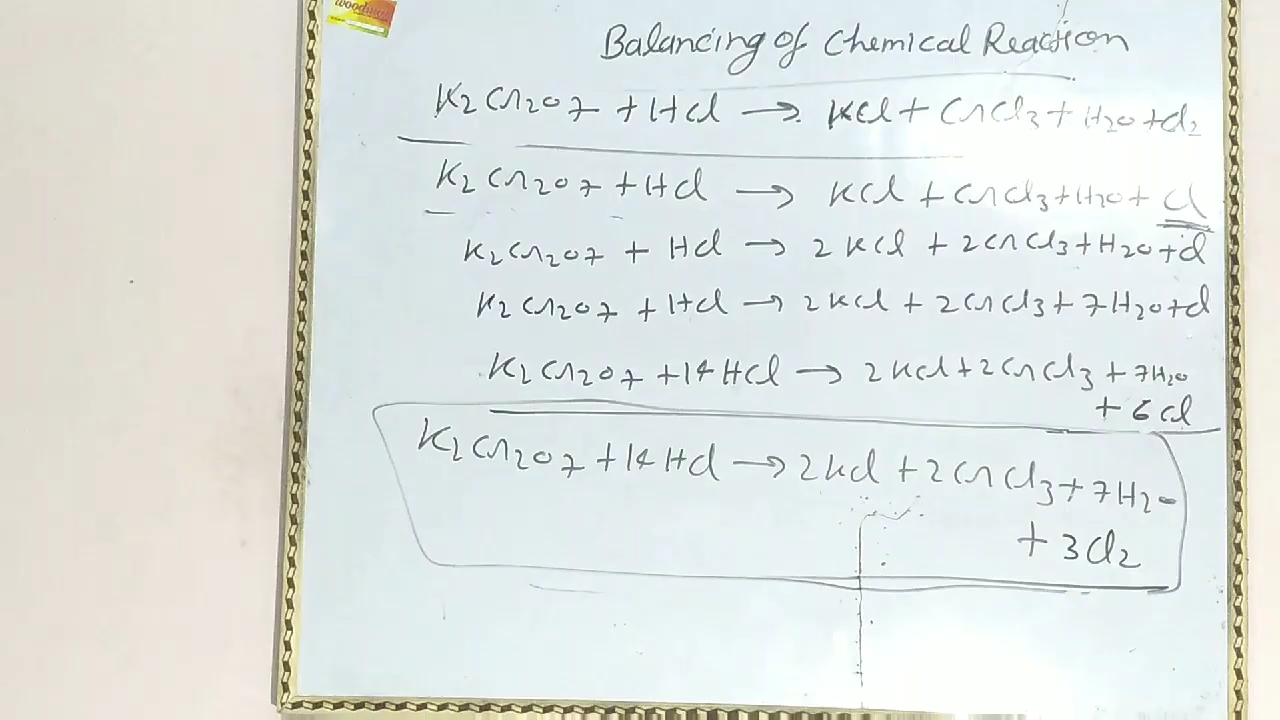 woodma
Balancing of Chemical Reaction
K2Cr2O7 + HCl → KCl + CrCl3 + H2O + Cl2
K2Cr2O7 + HCl → KCl + CrCl3 + H2O + Cl
K2Cr2O7 + HCl → 2KCl + 2CrCl3 + H2O + Cl
K2Cr2O7 + HCl → 2KCl + 2CrCl3 + 7H2O + Cl
K2Cr2O7 + 14HCl → 2KCl + 2CrCl3 + 7H2O
+ 6Cl
K2Cr2O7 + 14HCl → 2KCl + 2CrCl3 + 7H2O
+ 3Cl2